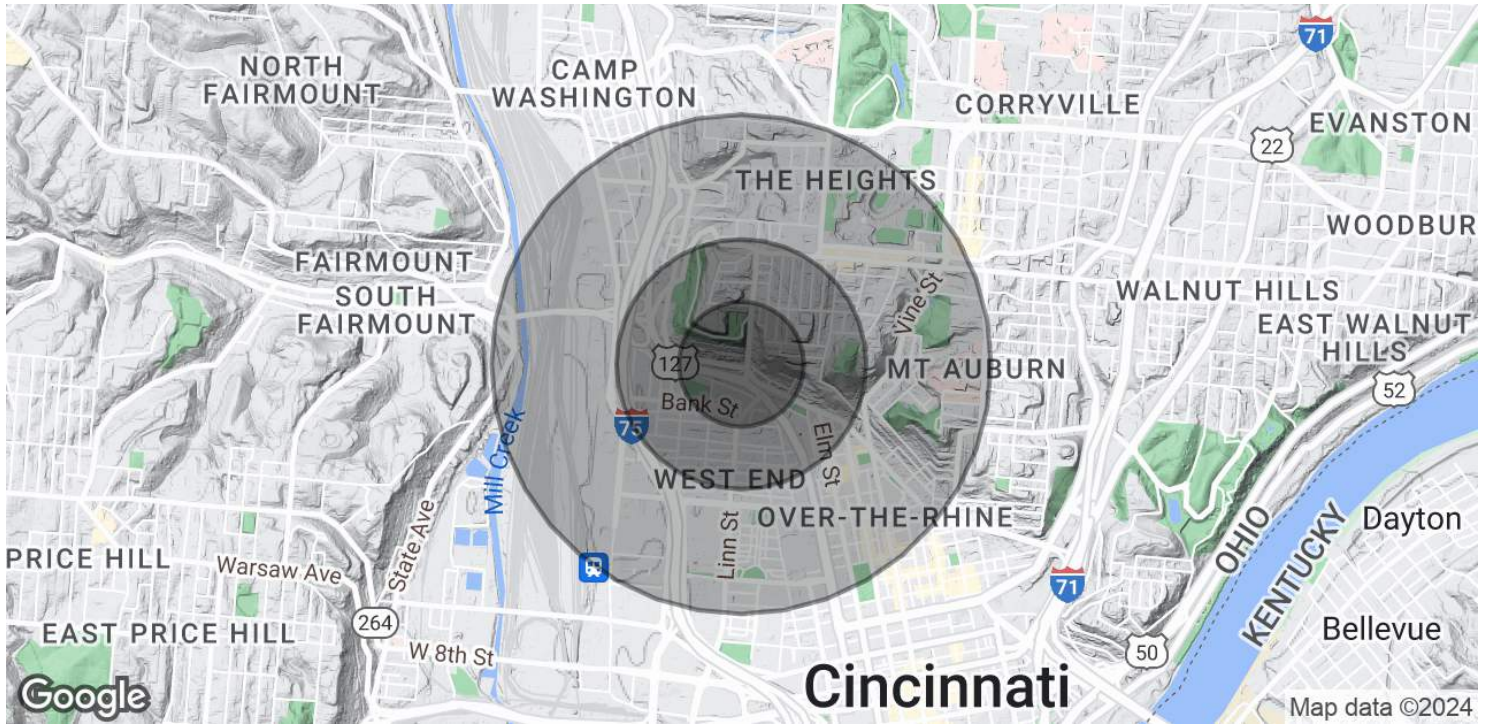 71
NORTH
FAIRMOUNT
CAMP
WASHINGTON
CORRYVILLE
EVANSTON
22
THE HEIGHTS
WOODBUR
FAIRMOUNT
SOUTH
FAIRMOUNT
Vine St
WALNUT HILLS
EAST WALNUT
HILLS
127
MT AUBURN
52
Bank St
75
Elm St
Mill Creek
WEST END
OVER-THE-RHINE
Linn St
State Ave
OHIO
KENTUCKY
Dayton
PRICE HILL
Warsaw Ave
71
264
EAST PRICE HILL
W 8th St
50
Bellevue
Cincinnati
Google
Map data ©2024